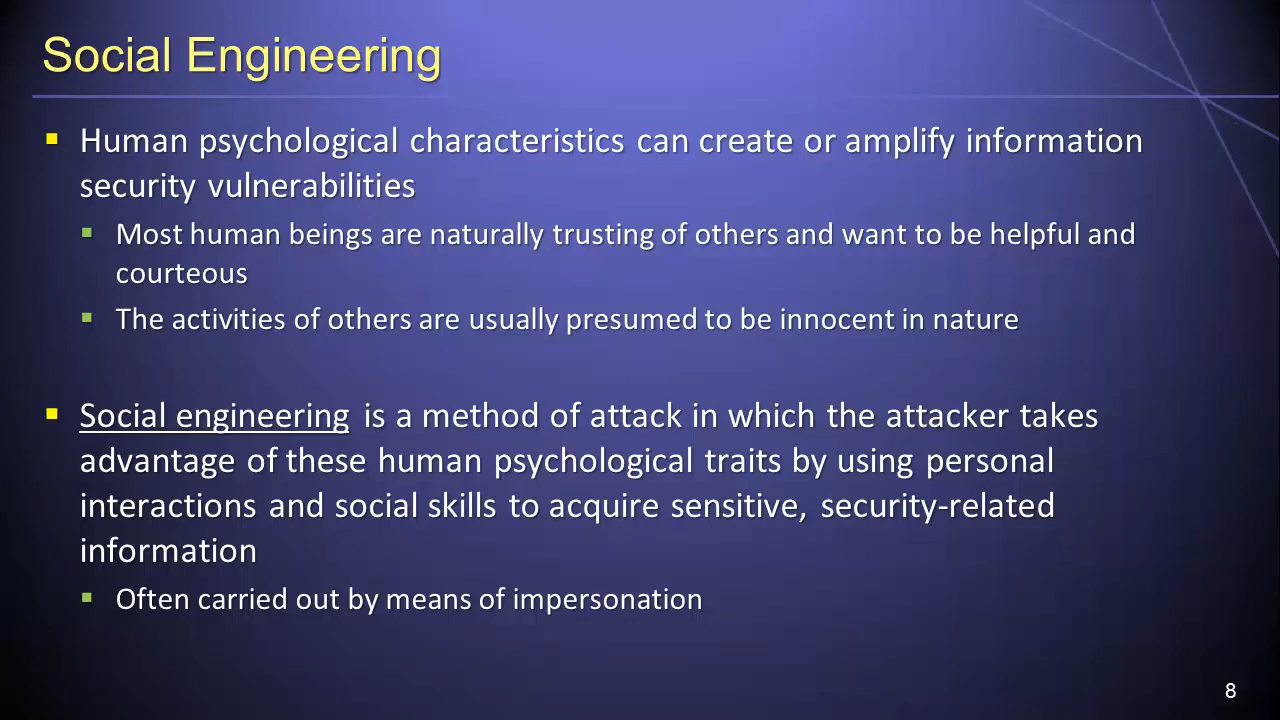 Social Engineering
Human psychological characteristics can create or amplify information
security vulnerabilities
Most human beings are naturally trusting of others and want to be helpful and
courteous
The activities of others are usually presumed to be innocent in nature
Social engineering is a method of attack in which the attacker takes
advantage of these human psychological traits by using personal
interactions and social skills to acquire sensitive, security-related
information
Often carried out by means of impersonation
8